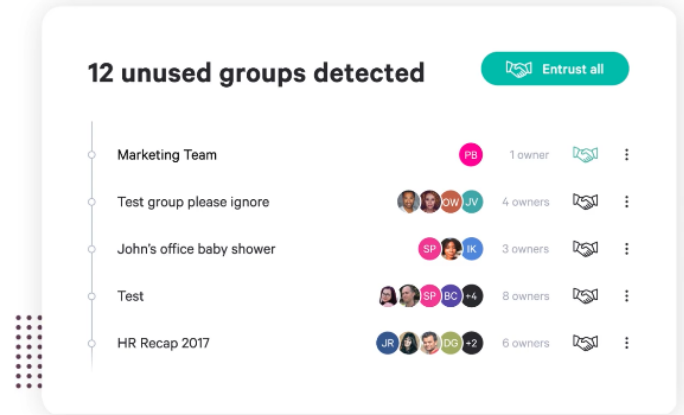 12 unused groups detected
Entrust all
Marketing Team PB 1 owner
Test group please ignore OW JV 4 owners
John's office baby shower SP IK 3 owners
Test SP BC +4 8 owners
HR Recap 2017 JR DG +2 6 owners